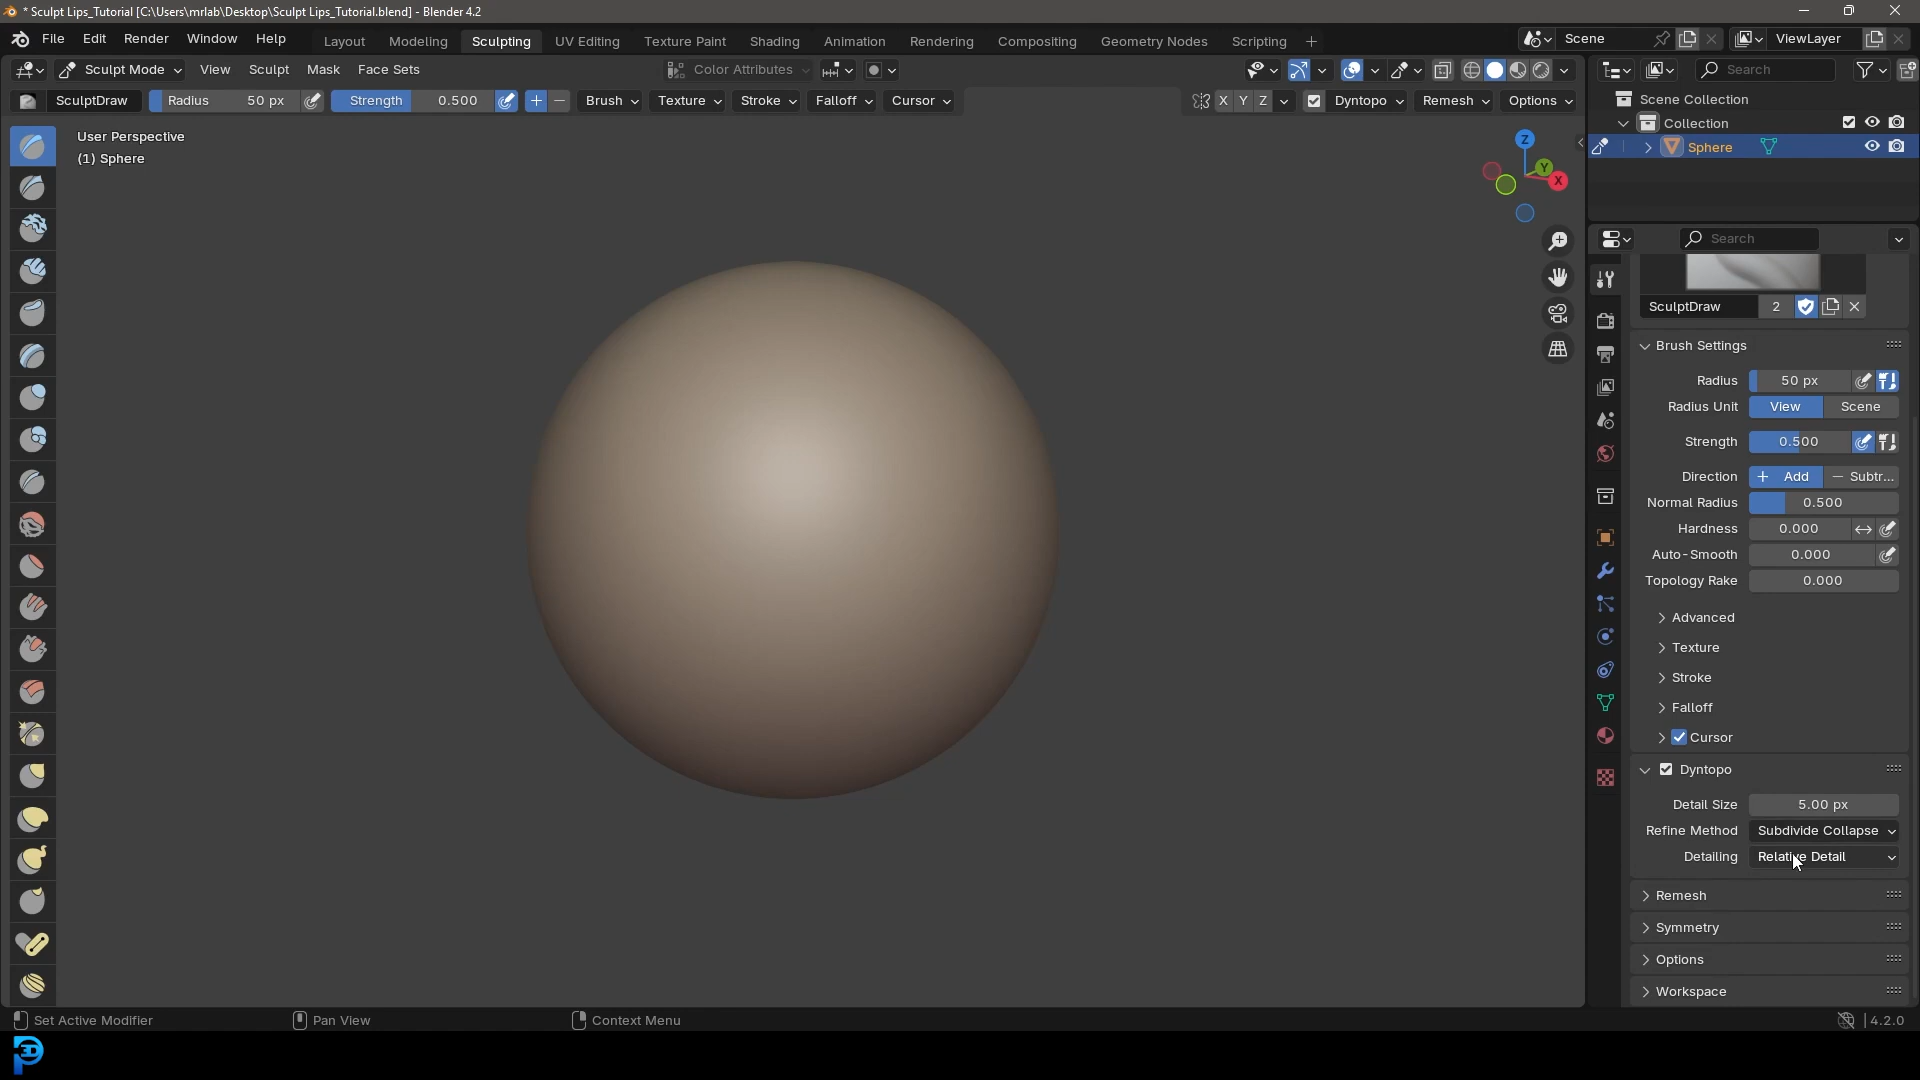 * Sculpt Lips_Tutorial [C:\Users\mrlab\Desktop\Sculpt Lips_Tutorial.blend] - Blender 4.2
File Edit Render Window Help Layout Modeling Sculpting UV Editing Texture Paint Shading Animation Rendering Compositing Geometry Nodes Scripting + Scene ViewLayer
Sculpt Mode View Sculpt Mask Face Sets Color Attributes Search
SculptDraw Radius 50 px Strength 0.500 Brush Texture Stroke Falloff Cursor X Y Z Dyntopo Remesh Options
Scene Collection
Collection
Sphere
User Perspective
(1) Sphere
Z
Y
X
Search
SculptDraw 2
Brush Settings
Radius 50 px
Radius Unit View Scene
Strength 0.500
Direction + Add − Subtr...
Normal Radius 0.500
Hardness 0.000
Auto-Smooth 0.000
Topology Rake 0.000
Advanced
Texture
Stroke
Falloff
Cursor
Dyntopo
Detail Size 5.00 px
Refine Method Subdivide Collapse
Detailing Relative Detail
Remesh
Symmetry
Options
Workspace
Set Active Modifier Pan View Context Menu 4.2.0
3D